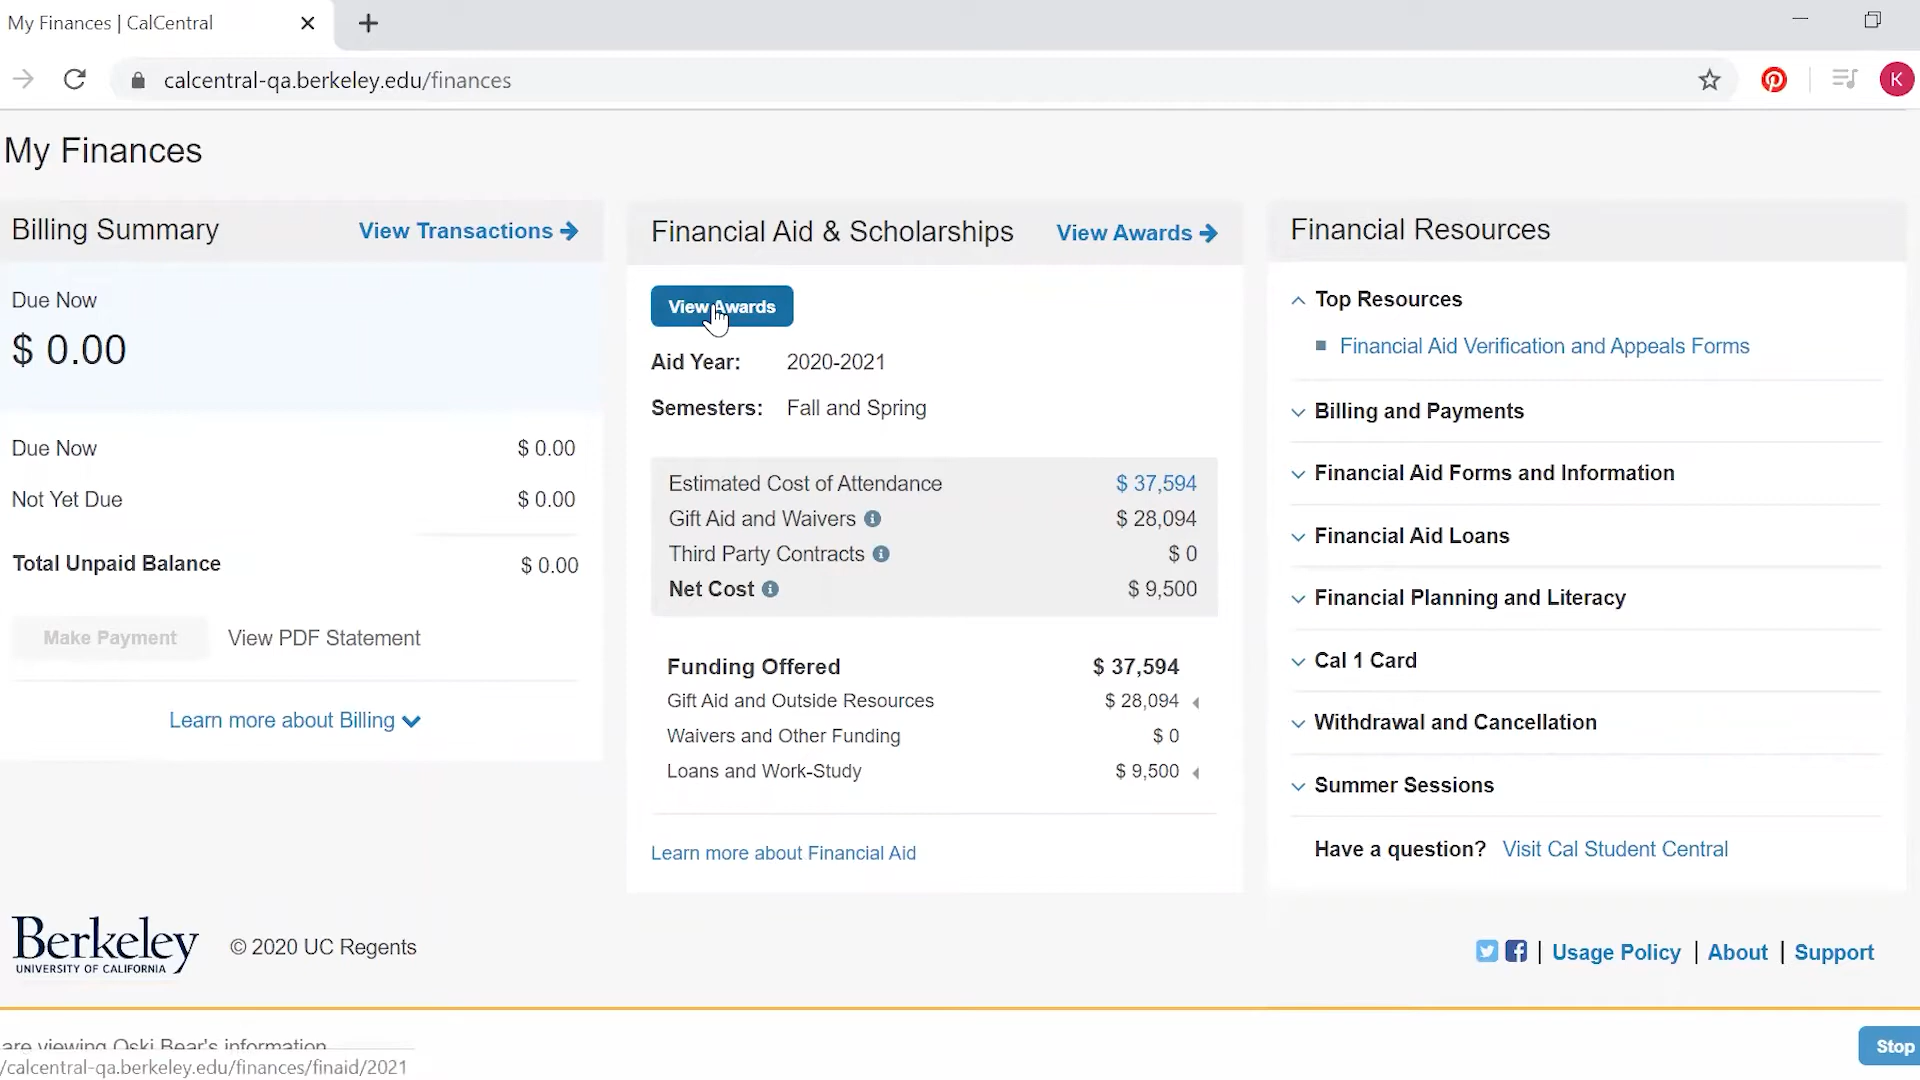 My Finances | CalCentral
calcentral-qa.berkeley.edu/finances
K
My Finances
Billing Summary
View Transactions
Due Now
$ 0.00
Due Now $ 0.00
Not Yet Due $ 0.00
Total Unpaid Balance $ 0.00
Make Payment View PDF Statement
Learn more about Billing
Financial Aid & Scholarships
View Awards
View Awards
Aid Year: 2020-2021
Semesters: Fall and Spring
Estimated Cost of Attendance $ 37,594
Gift Aid and Waivers $ 28,094
Third Party Contracts $ 0
Net Cost $ 9,500
Funding Offered $ 37,594
Gift Aid and Outside Resources $ 28,094
Waivers and Other Funding $ 0
Loans and Work-Study $ 9,500
Learn more about Financial Aid
Financial Resources
Top Resources
Financial Aid Verification and Appeals Forms
Billing and Payments
Financial Aid Forms and Information
Financial Aid Loans
Financial Planning and Literacy
Cal 1 Card
Withdrawal and Cancellation
Summer Sessions
Have a question? Visit Cal Student Central
Berkeley
UNIVERSITY OF CALIFORNIA
© 2020 UC Regents
| Usage Policy | About | Support
are viewing Oski Bear's information
Stop
/calcentral-qa.berkeley.edu/finances/finaid/2021